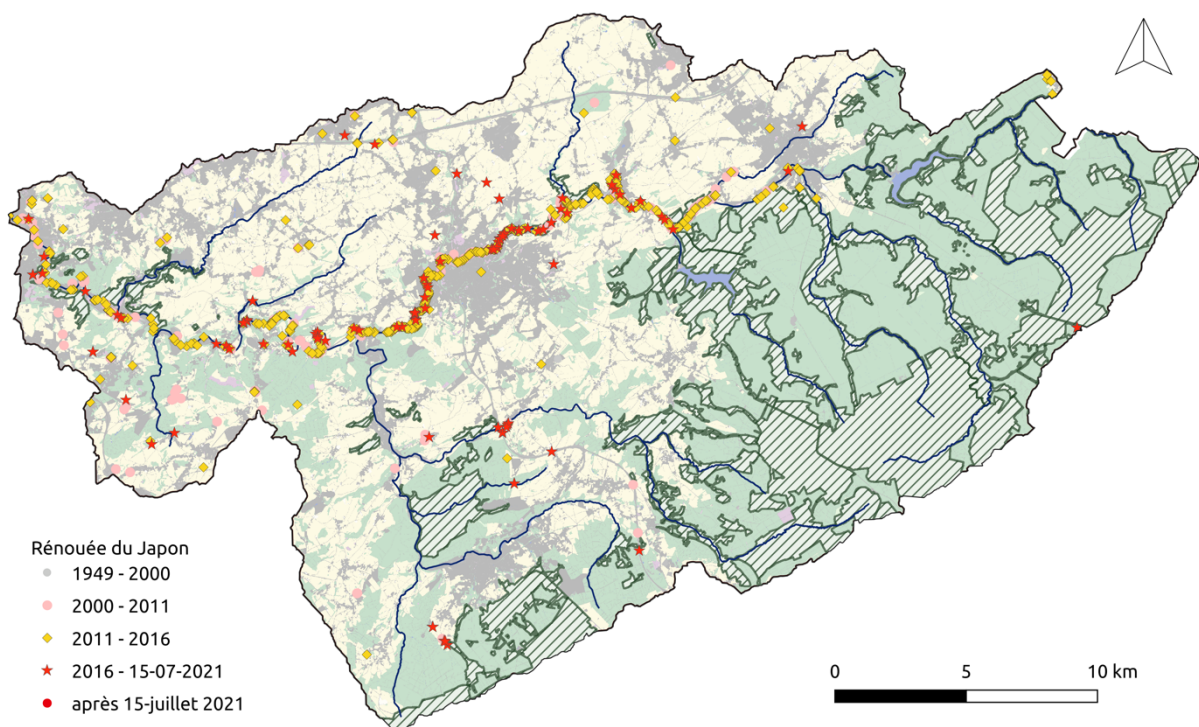 Rénouée du Japon
1949 - 2000
2000 - 2011
2011 - 2016
2016 - 15-07-2021
après 15-juillet 2021
0 5 10 km